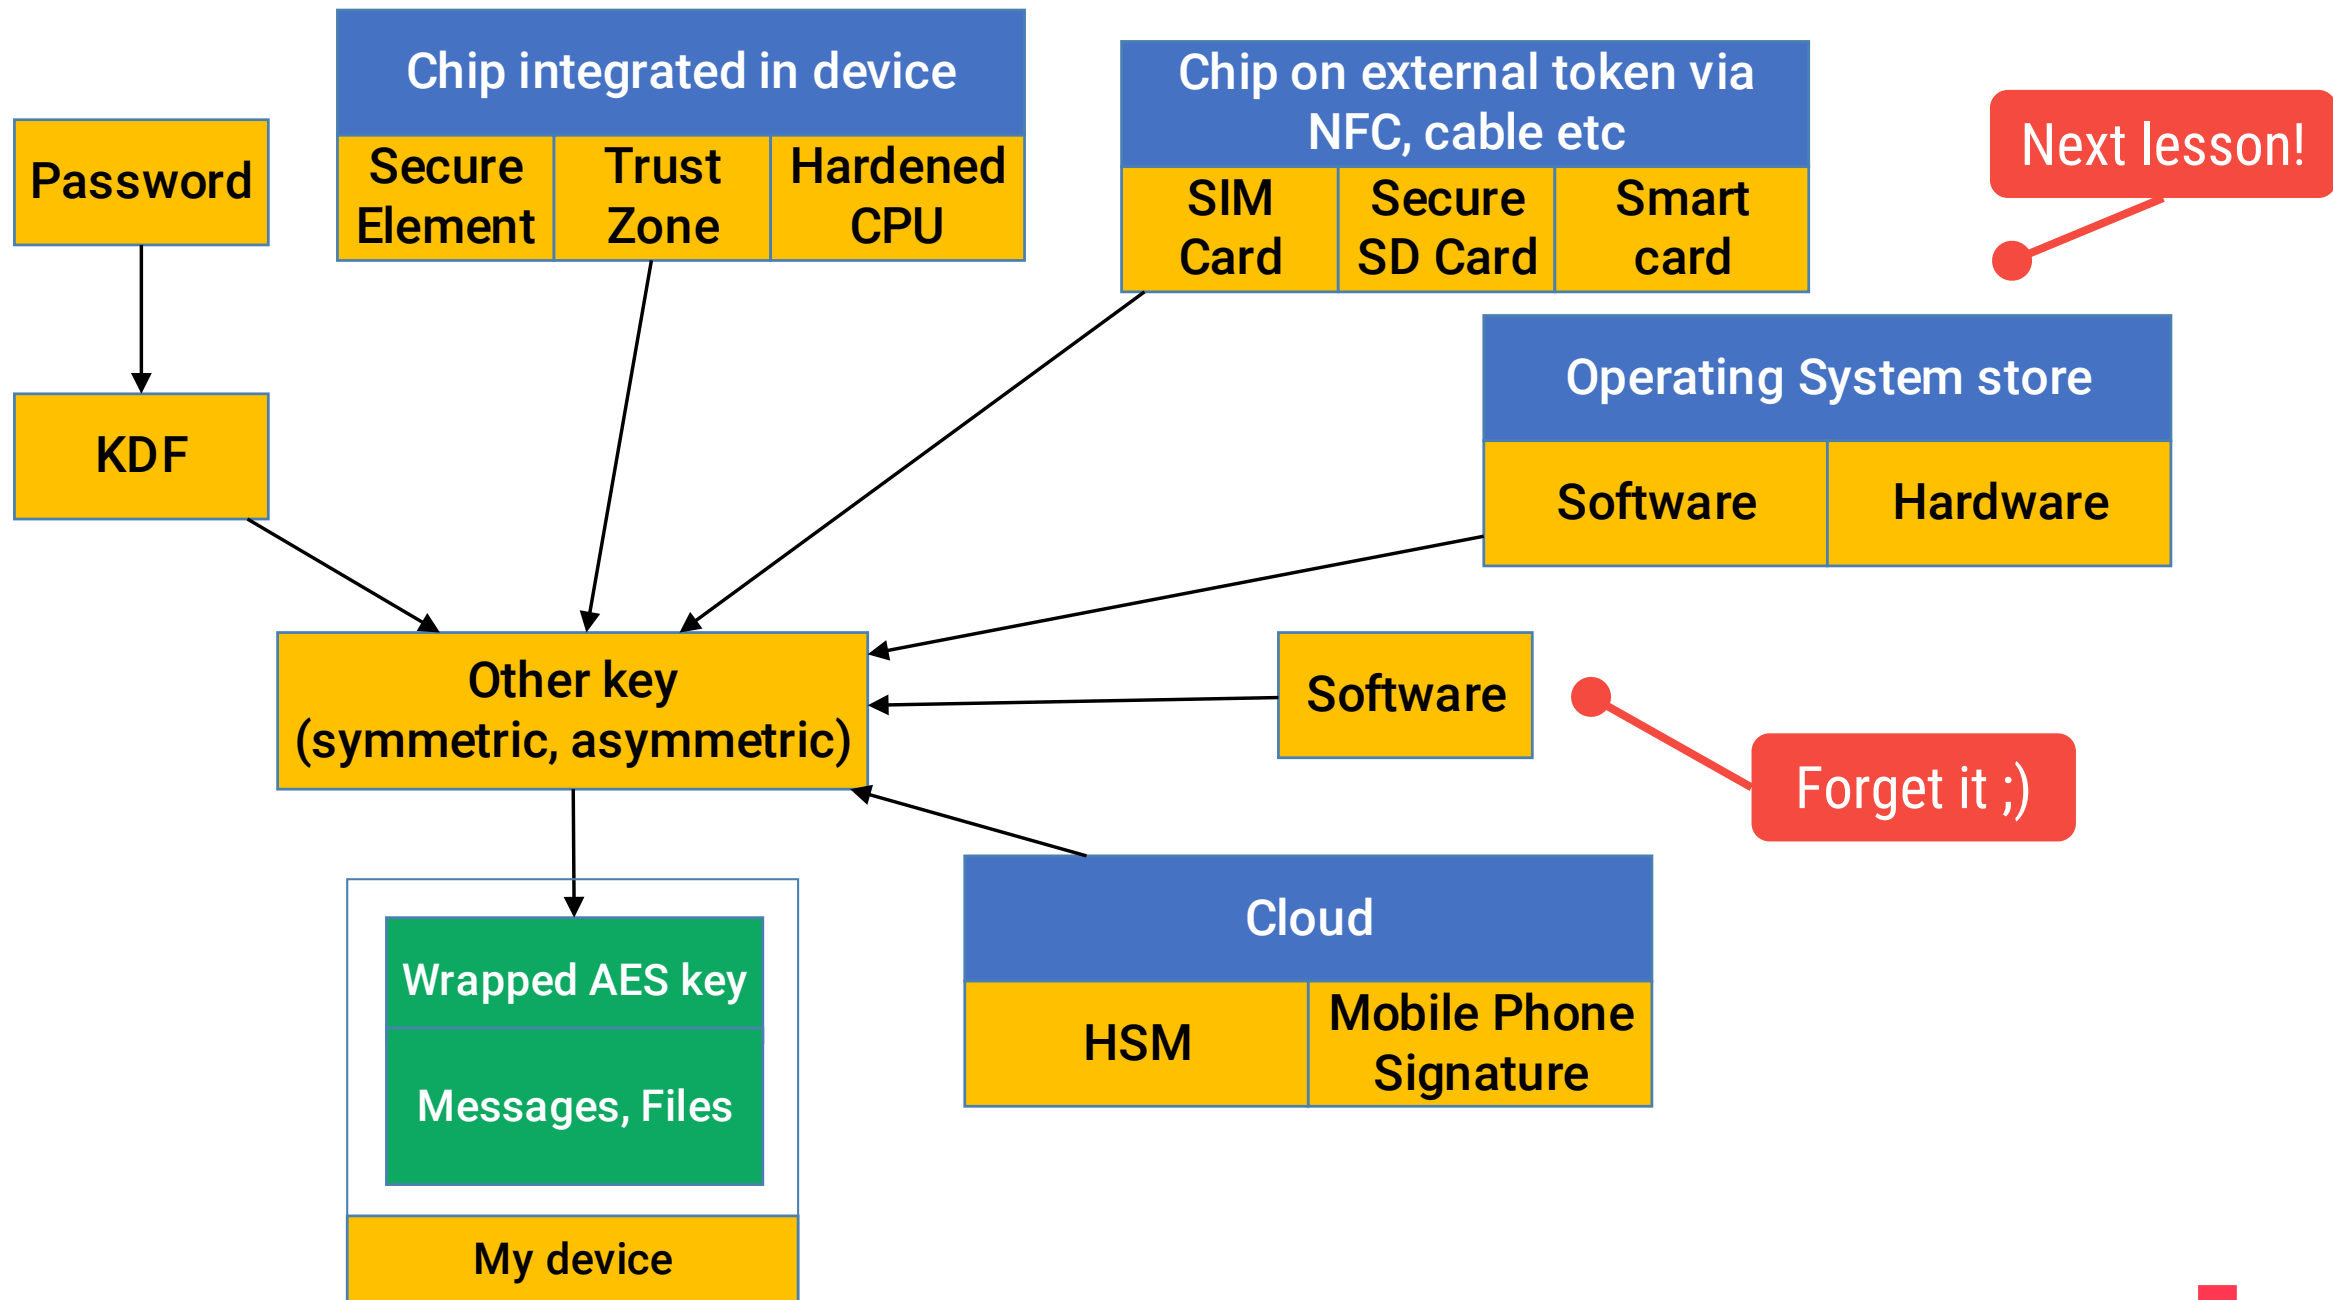 Chip integrated in device
Secure
Element
Trust
Zone
Hardened
CPU
Chip on external token via
NFC, cable etc
SIM
Card
Secure
SD Card
Smart
card
Next lesson!
Password
KDF
Operating System store
Software
Hardware
Other key
(symmetric, asymmetric)
Software
Forget it ;)
Cloud
HSM
Mobile Phone
Signature
Wrapped AES key
Messages, Files
My device